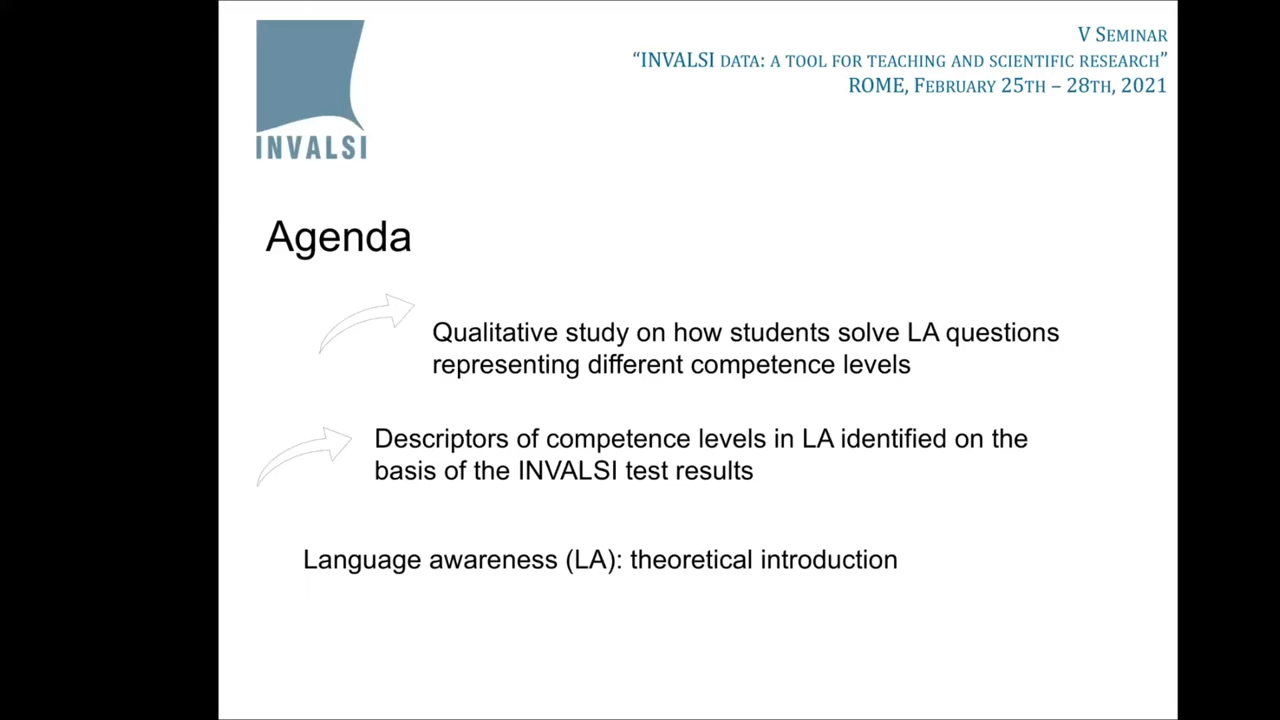 V SEMINAR
“INVALSI DATA: A TOOL FOR TEACHING AND SCIENTIFIC RESEARCH”
ROME, FEBRUARY 25TH – 28TH, 2021
INVALSI
Agenda
Qualitative study on how students solve LA questions
representing different competence levels
Descriptors of competence levels in LA identified on the
basis of the INVALSI test results
Language awareness (LA): theoretical introduction